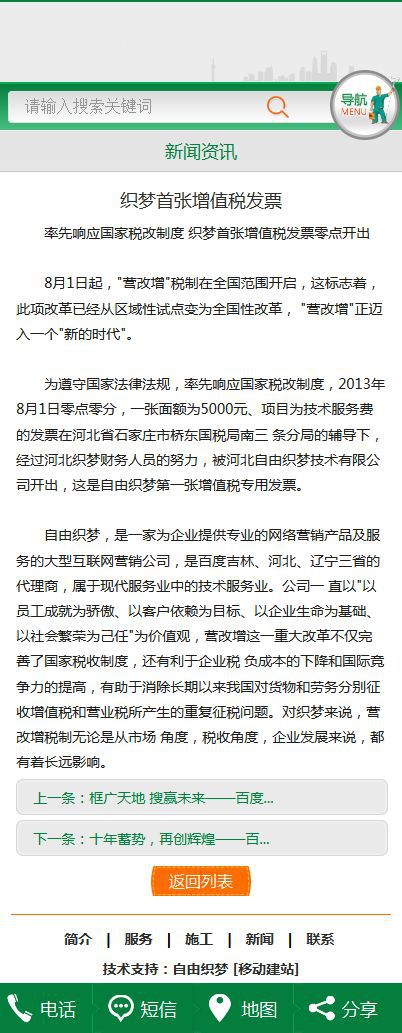 请输入搜索关键词
导航
MENU
新闻资讯
织梦首张增值税发票
率先响应国家税改制度 织梦首张增值税发票零点开出
8月1日起，"营改增"税制在全国范围开启，这标志着，
此项改革已经从区域性试点变为全国性改革， "营改增"正迈
入一个"新的时代"。
为遵守国家法律法规，率先响应国家税改制度，2013年
8月1日零点零分，一张面额为5000元、项目为技术服务费
的发票在河北省石家庄市桥东国税局南三 条分局的辅导下，
经过河北织梦财务人员的努力，被河北自由织梦技术有限公
司开出，这是自由织梦第一张增值税专用发票。
自由织梦，是一家为企业提供专业的网络营销产品及服
务的大型互联网营销公司，是百度吉林、河北、辽宁三省的
代理商，属于现代服务业中的技术服务业。公司一 直以"以
员工成就为骄傲、以客户依赖为目标、以企业生命为基础、
以社会繁荣为己任"为价值观，营改增这一重大改革不仅完
善了国家税收制度，还有利于企业税 负成本的下降和国际竞
争力的提高，有助于消除长期以来我国对货物和劳务分别征
收增值税和营业税所产生的重复征税问题。对织梦来说，营
改增税制无论是从市场 角度，税收角度，企业发展来说，都
有着长远影响。
上一条：框广天地 搜赢未来——百度...
下一条：十年蓄势，再创辉煌——百...
返回列表
简介 | 服务 | 施工 | 新闻 | 联系
技术支持：自由织梦 [移动建站]
电话 短信 地图 分享